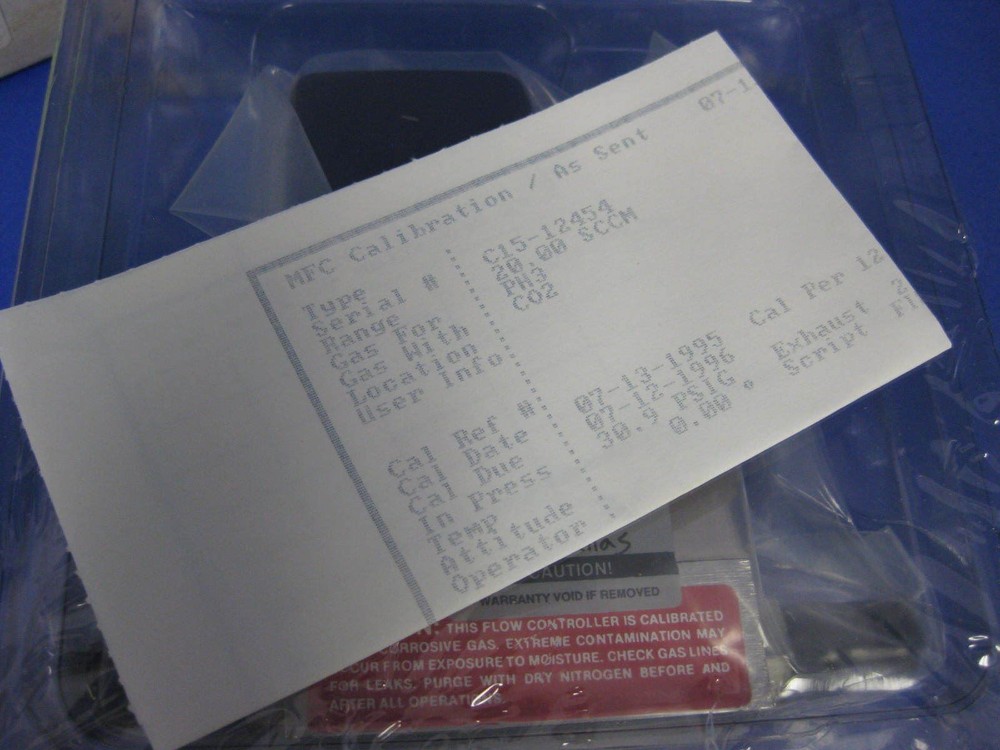 MFC Calibration / As Sent 07-1
Type
Serial # C15-12454
Range 20.00 SCCM
Gas For PH3
Gas With CO2
Location
User Info
Cal Ref #
Cal Date 07-13-1995 Cal Per 12
Cal Due 07-12-1996
In Press 30.9 PSIG. Exhaust 2
Temp
Attitude 0.00 ° Script Fl
Operator
AUTION!
WARRANTY VOID IF REMOVED
N: THIS FLOW CONTROLLER IS CALIBRATED
CORROSIVE GAS. EXTREME CONTAMINATION MAY
OCCUR FROM EXPOSURE TO MOISTURE. CHECK GAS LINES
FOR LEAKS. PURGE WITH DRY NITROGEN BEFORE AND
AFTER ALL OPERATIONS.